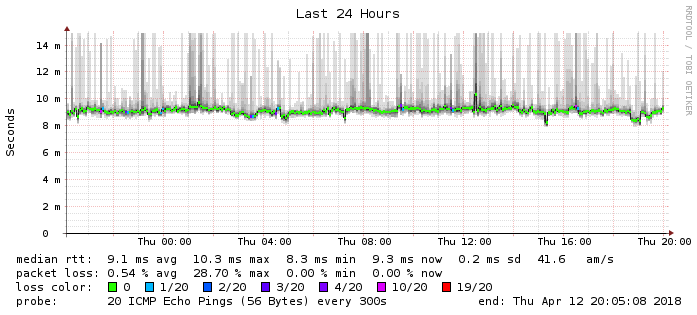 Last 24 Hours
RRDTOOL / TOBI OETIKER
Seconds
14 m
12 m
10 m
8 m
6 m
4 m
2 m
0
Thu 00:00 Thu 04:00 Thu 08:00 Thu 12:00 Thu 16:00 Thu 20:00
median rtt: 9.1 ms avg 10.3 ms max 8.3 ms min 9.3 ms now 0.2 ms sd 41.6 am/s
packet loss: 0.54 % avg 28.70 % max 0.00 % min 0.00 % now
loss color: 0 1/20 2/20 3/20 4/20 10/20 19/20
probe: 20 ICMP Echo Pings (56 Bytes) every 300s end: Thu Apr 12 20:05:08 2018